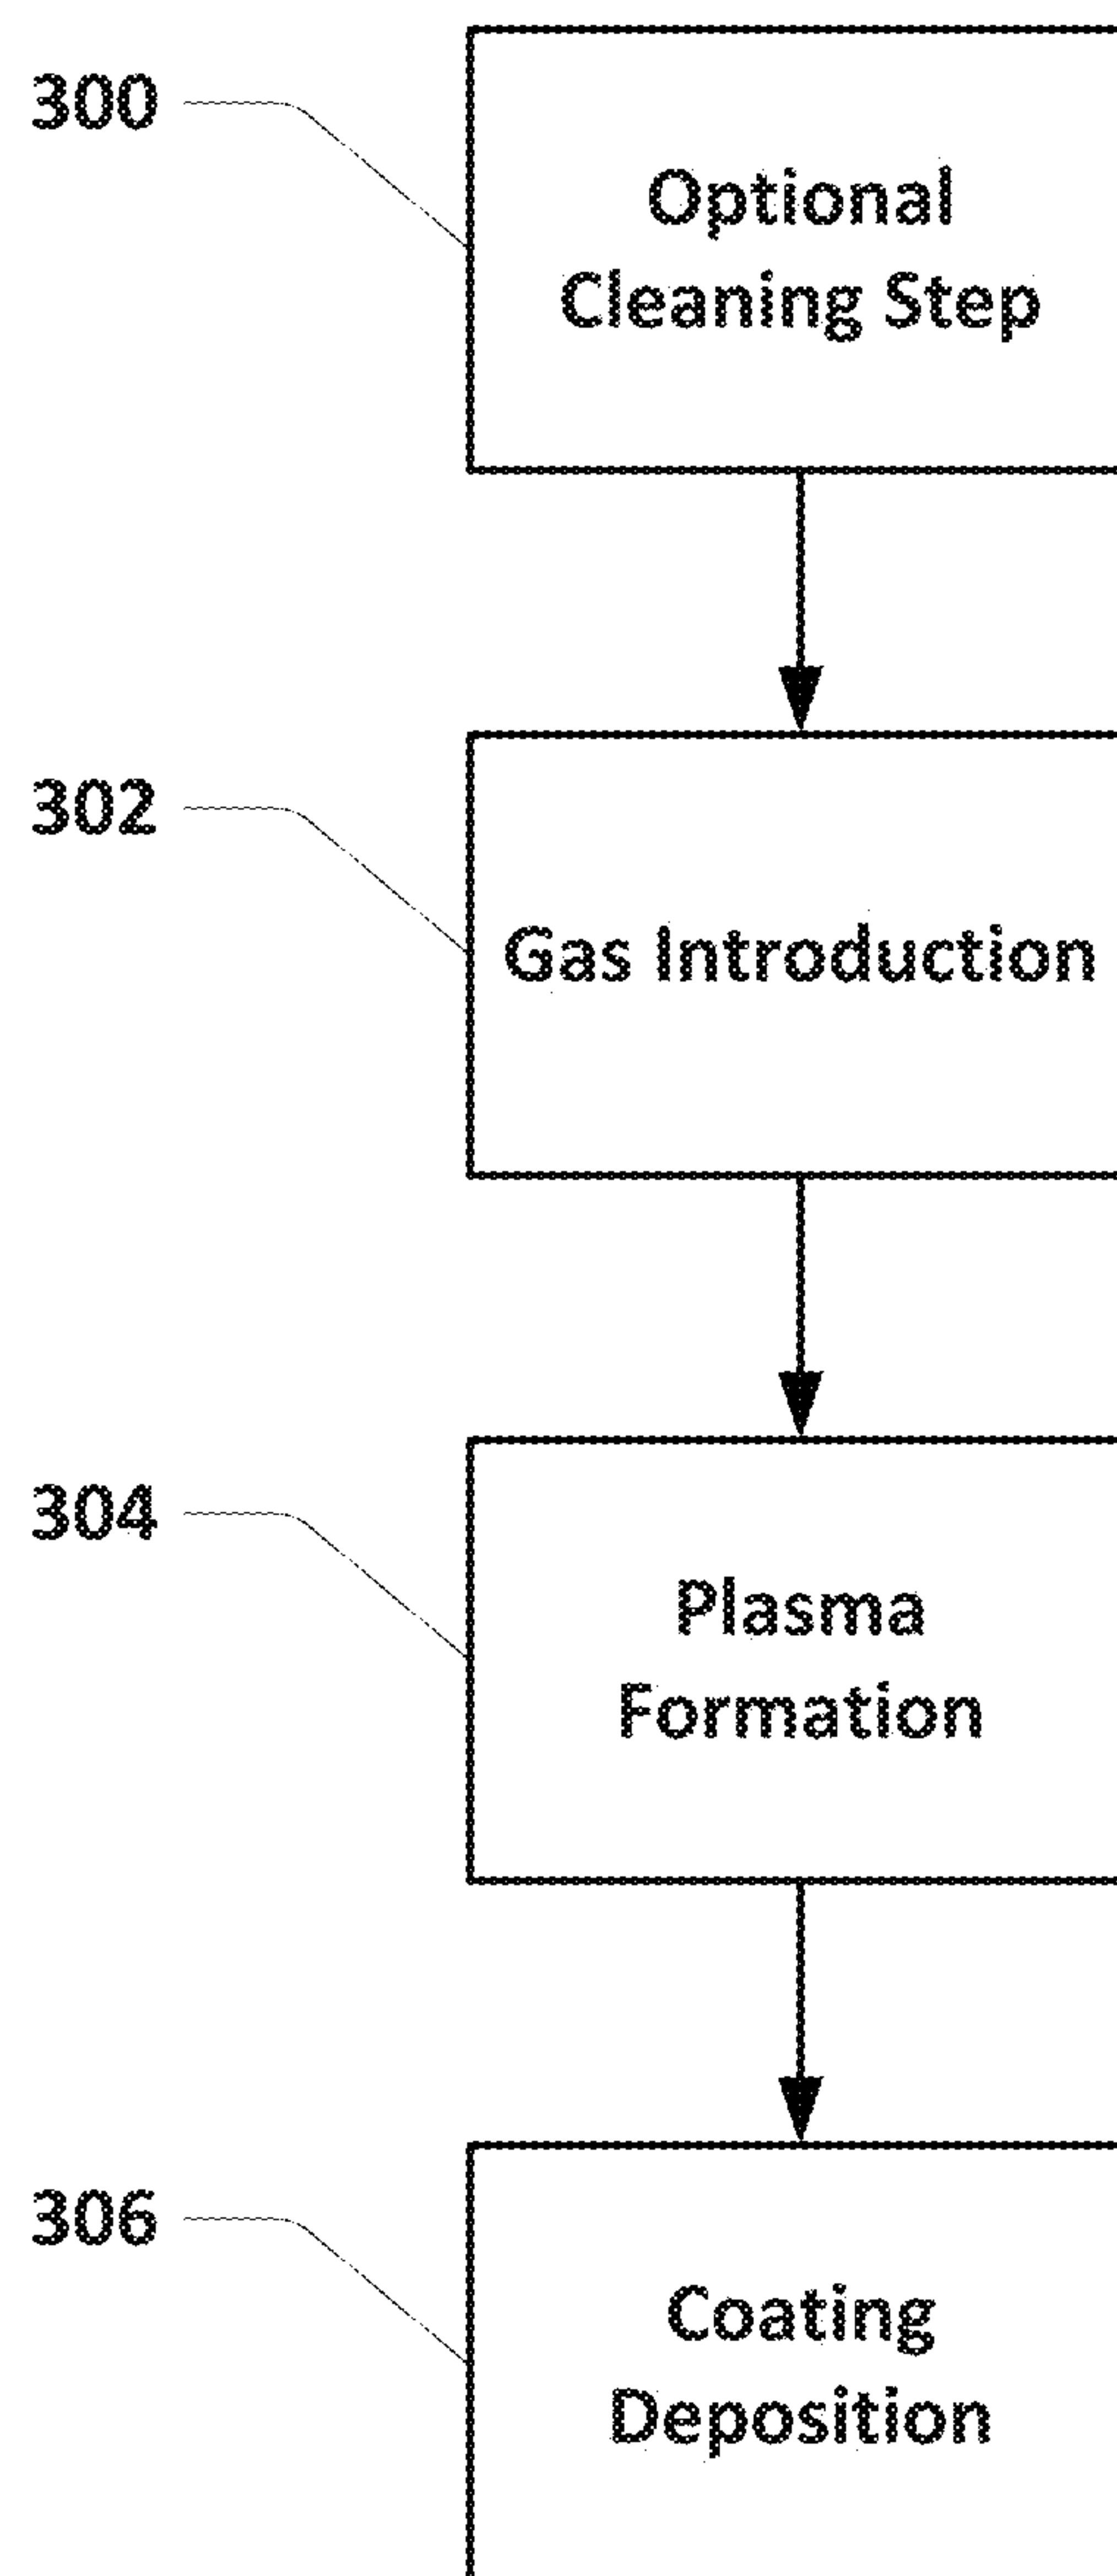 300
Optional
Cleaning Step
302
Gas Introduction
304
Plasma
Formation
306
Coating
Deposition